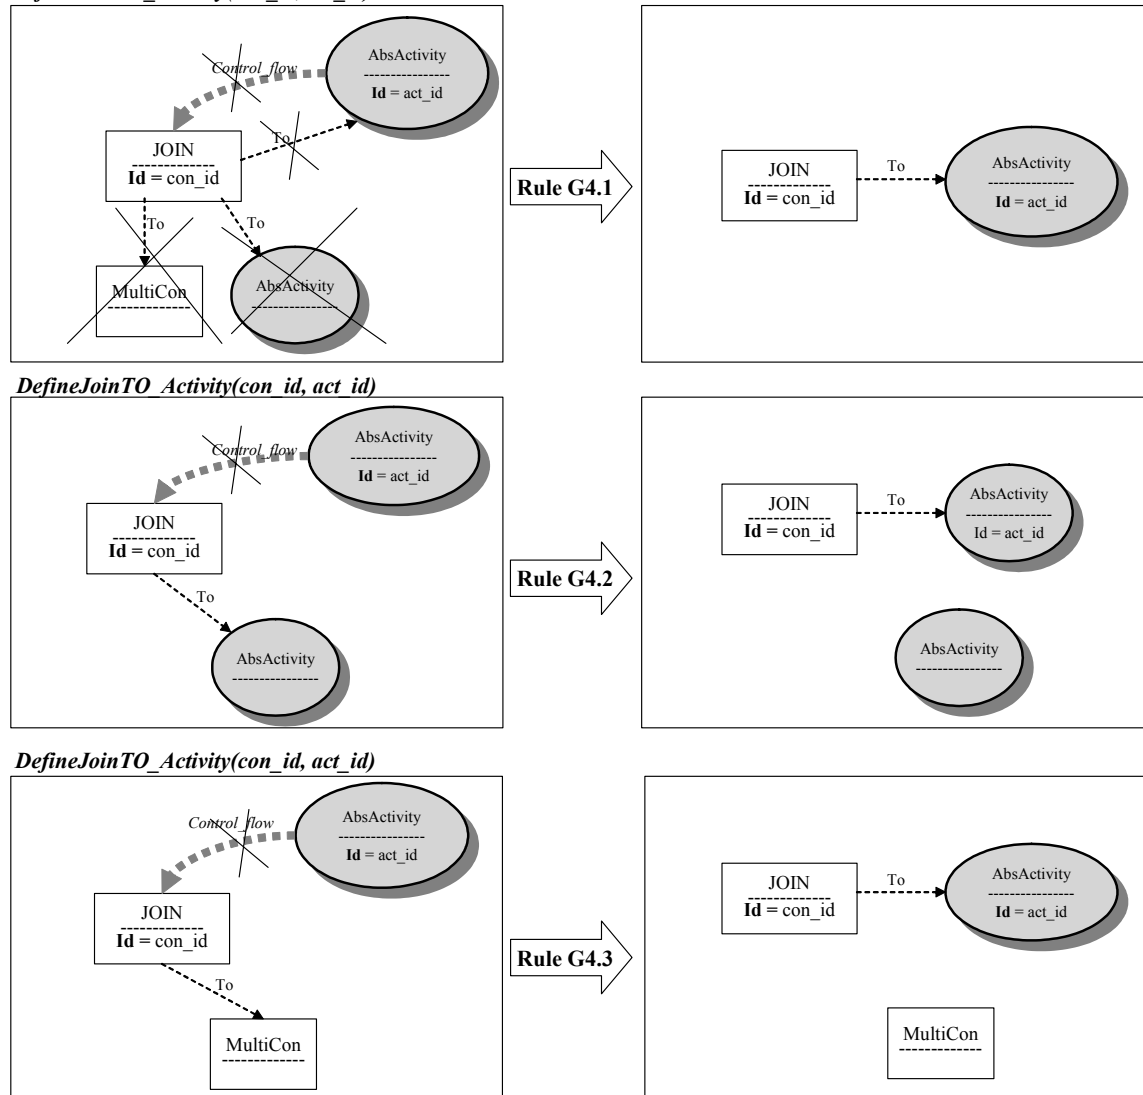 Control_flow
AbsActivity
-----------------
Id = act_id
To
JOIN
--------------
Id = con_id
To
To
MultiCon
--------------
AbsActivity
-----------------
Rule G4.1
JOIN
--------------
Id = con_id
To
AbsActivity
-----------------
Id = act_id
DefineJoinTO_Activity(con_id, act_id)
Control_flow
AbsActivity
-----------------
Id = act_id
JOIN
--------------
Id = con_id
To
AbsActivity
-----------------
Rule G4.2
JOIN
--------------
Id = con_id
To
AbsActivity
-----------------
Id = act_id
AbsActivity
-----------------
DefineJoinTO_Activity(con_id, act_id)
Control_flow
AbsActivity
-----------------
Id = act_id
JOIN
--------------
Id = con_id
To
MultiCon
--------------
Rule G4.3
JOIN
--------------
Id = con_id
To
AbsActivity
-----------------
Id = act_id
MultiCon
--------------